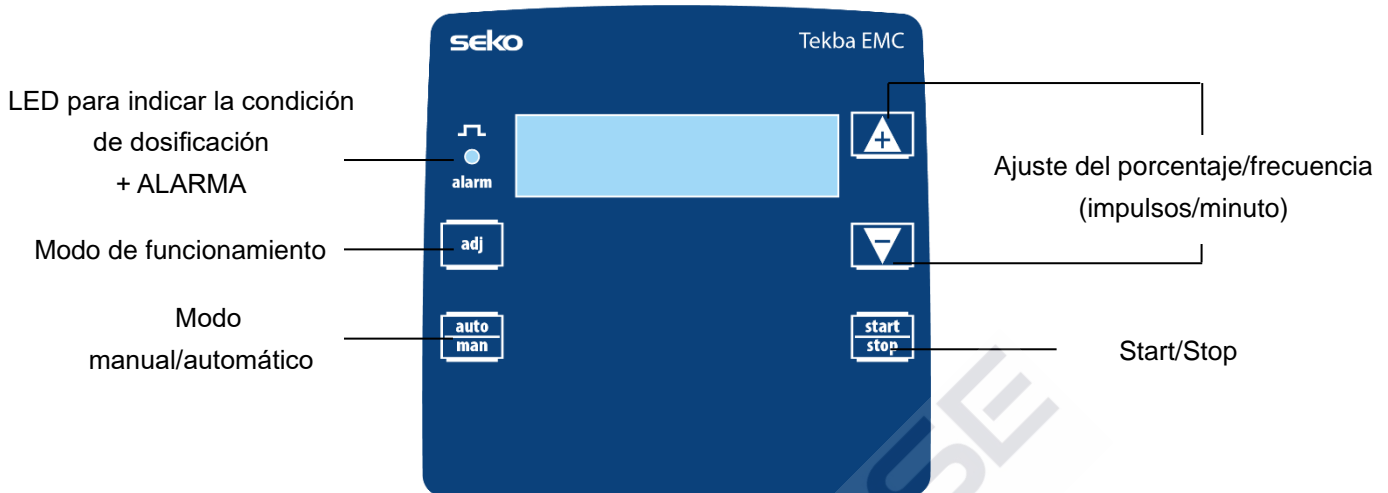 seko
Tekba EMC
LED para indicar la condición
de dosificación
+ ALARMA
alarm
+
Ajuste del porcentaje/frecuencia
(impulsos/minuto)
Modo de funcionamiento
adj
−
Modo
manual/automático
auto
man
start
stop
Start/Stop
SE